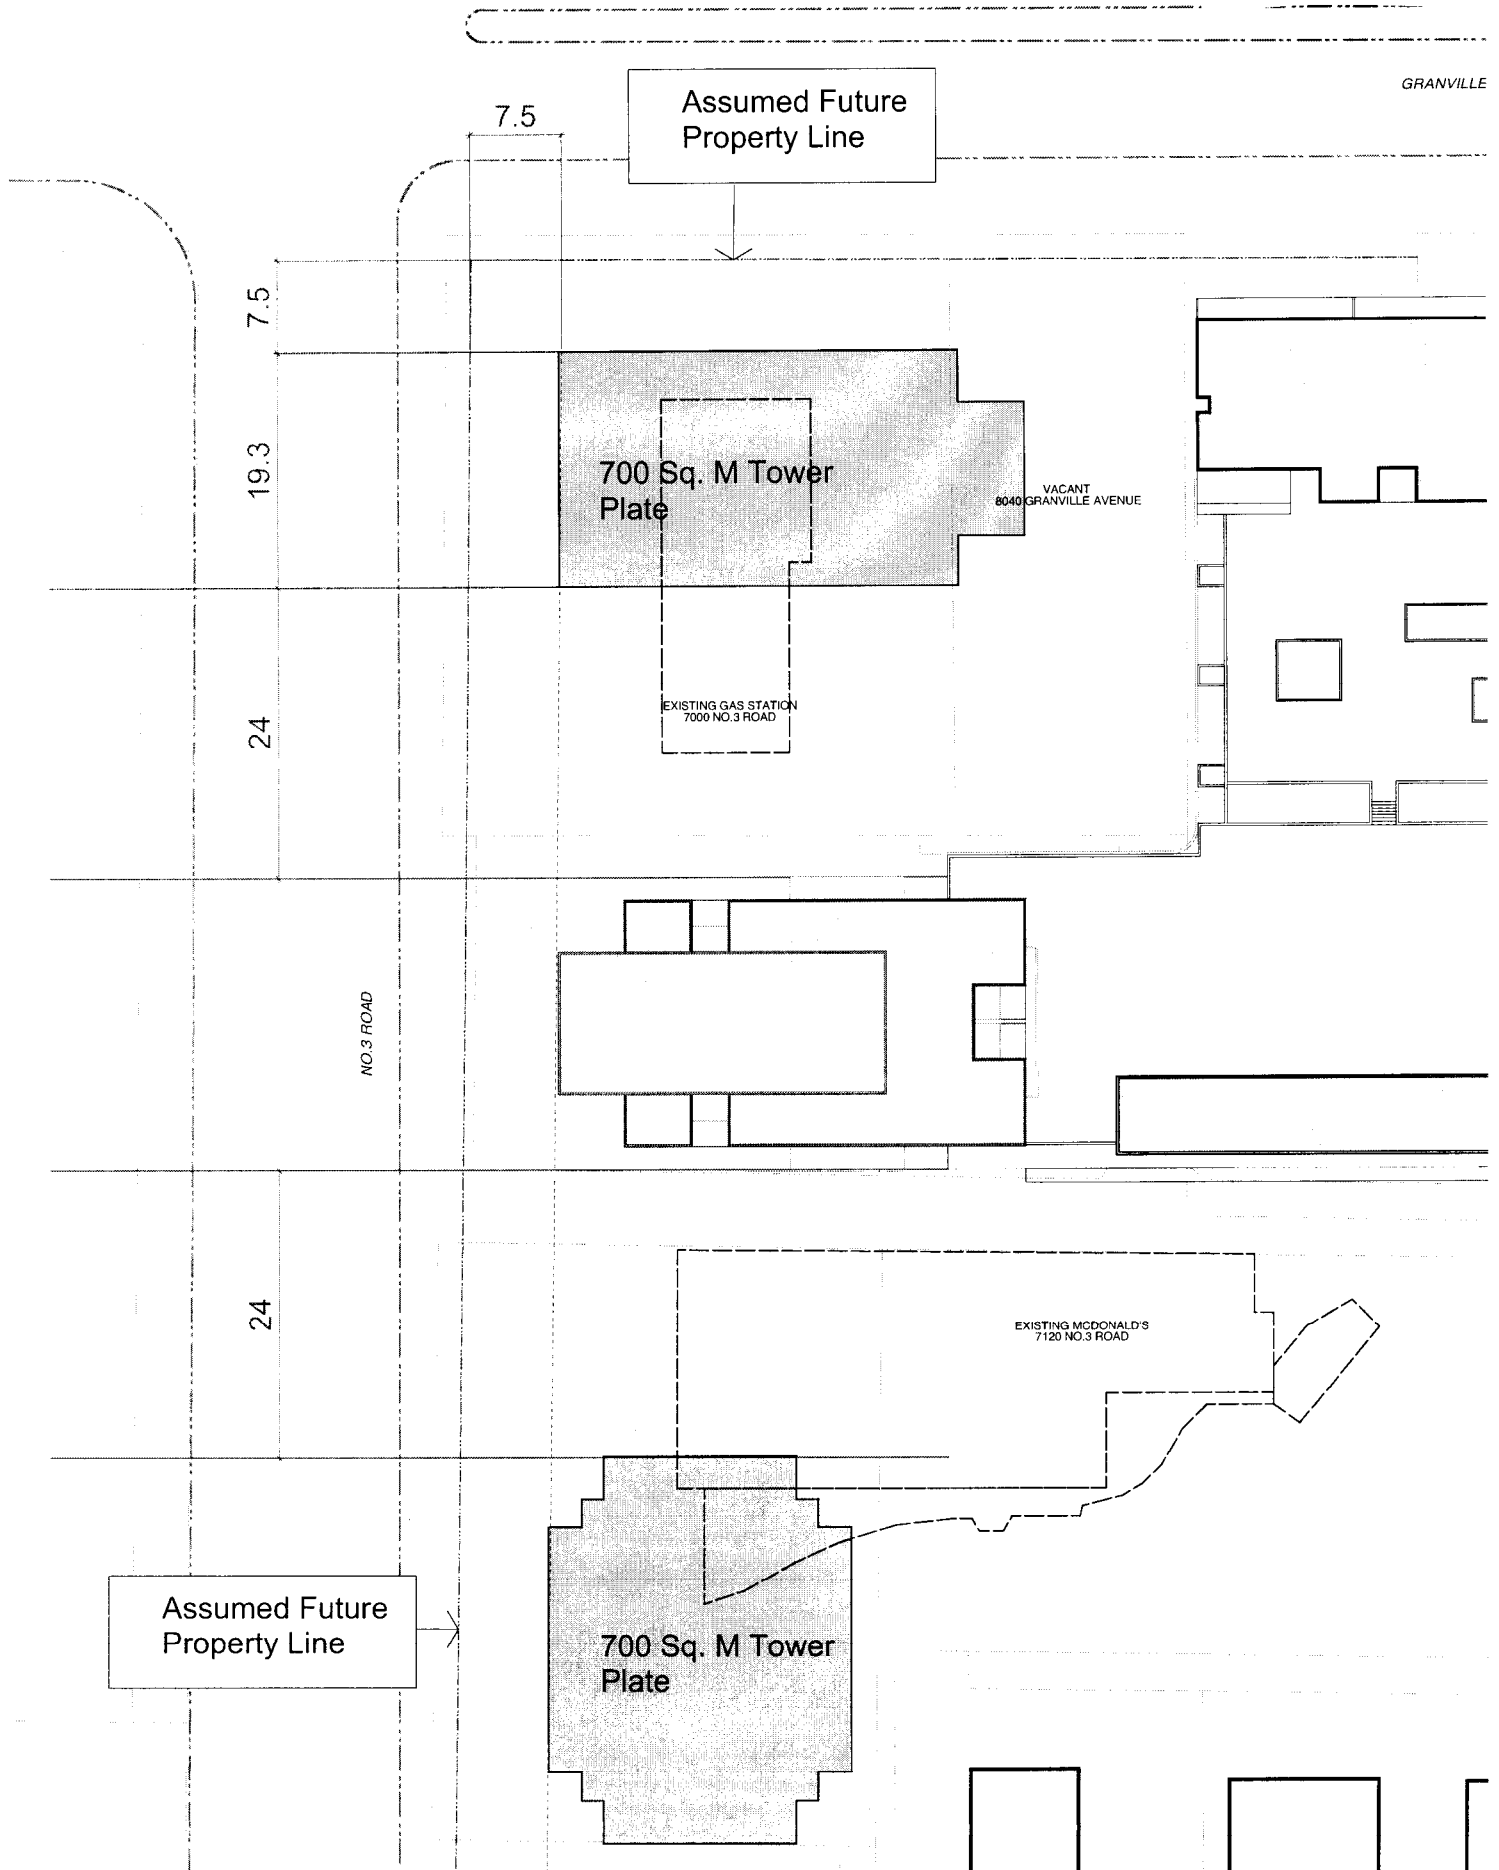 GRANVILLE
Assumed Future
Property Line
7.5
7.5
19.3
700 Sq. M Tower
Plate
VACANT
8040 GRANVILLE AVENUE
24
EXISTING GAS STATION
7000 NO.3 ROAD
NO.3 ROAD
24
EXISTING MCDONALD'S
7120 NO.3 ROAD
Assumed Future
Property Line
700 Sq. M Tower
Plate